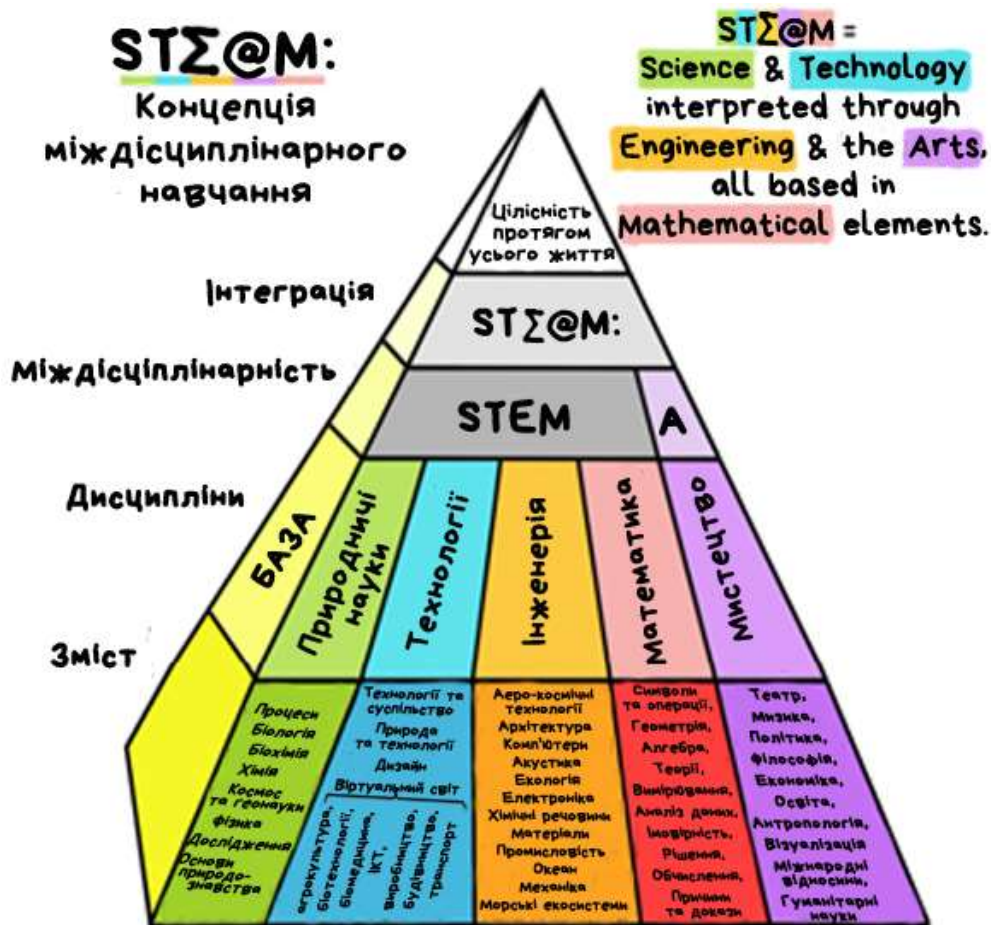 STΣ@M:
Концепція
міждісциплінарного
навчання
STΣ@M =
Science & Technology
interpreted through
Engineering & the Arts,
all based in
Mathematical elements.
Цілісність
протягом
усього життя
Інтеграція
STΣ@M:
Міждісціплінарність
STEM
A
Дисципліни
БАЗА
Природничі
науки
Технології
Інженерія
Математика
Мистецтво
Зміст
Процеси
Біологія
Біохімія
Хімія
Космос
та геонауки
Фізика
Дослідження
Основи
природо-
знавства
Технології та
суспільство
Природа
та технології
Дизайн
Віртуальний світ
агрокультура,
біотехнології,
біомедицина,
ІКТ,
виробництво,
будівництво,
транспорт
Аеро-космічні
технології
Архітектура
Комп'ютери
Акустика
Екологія
Електроніка
Хімічні речовини
Матеріали
Промисловість
Океан
Механіка
Морські екосистеми
Символи
та операції,
Геометрія,
Алгебра,
Теорії,
Вимірювання,
Аналіз даних,
Імовірність,
Рішення,
Обчислення,
Причини
та докази
Театр,
Мизика,
Політика,
Філософія,
Економіка,
Освіта,
Антропологія,
Візуалізація
Міжнародні
відносини,
Гуманітарні
науки